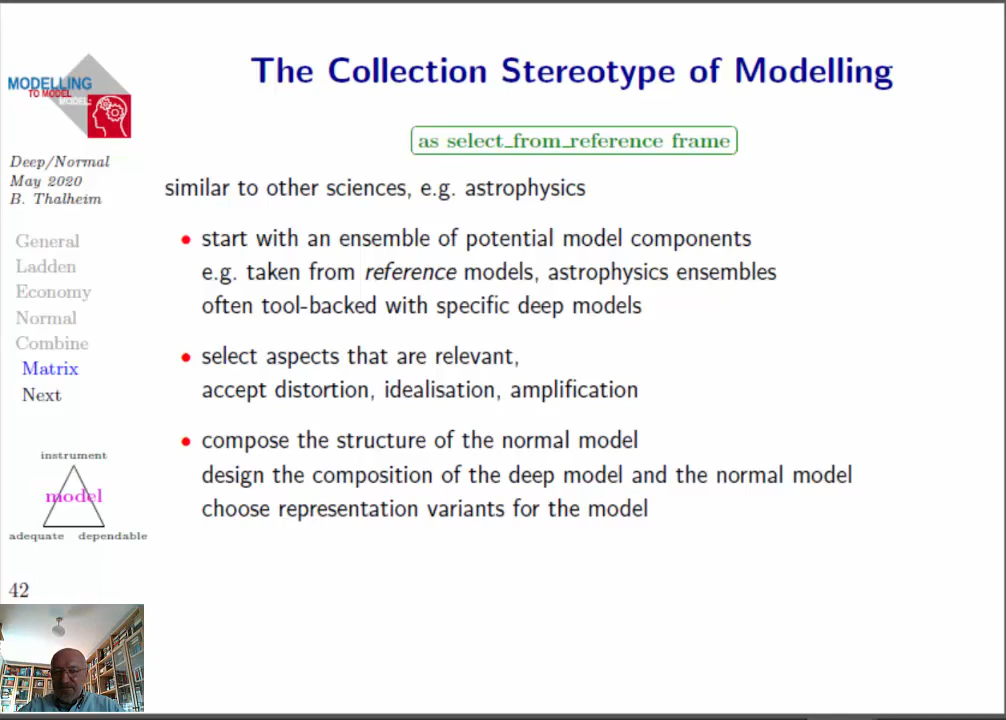 The Collection Stereotype of Modelling
MODELLING
TO MODEL
MODEL:
as select_from_reference frame
Deep/Normal
May 2020
B. Thalheim
similar to other sciences, e.g. astrophysics
General
Ladden
Economy
Normal
Combine
Matrix
Next
• start with an ensemble of potential model components
e.g. taken from reference models, astrophysics ensembles
often tool-backed with specific deep models
• select aspects that are relevant,
accept distortion, idealisation, amplification
• compose the structure of the normal model
design the composition of the deep model and the normal model
choose representation variants for the model
instrument
model
adequate dependable
42